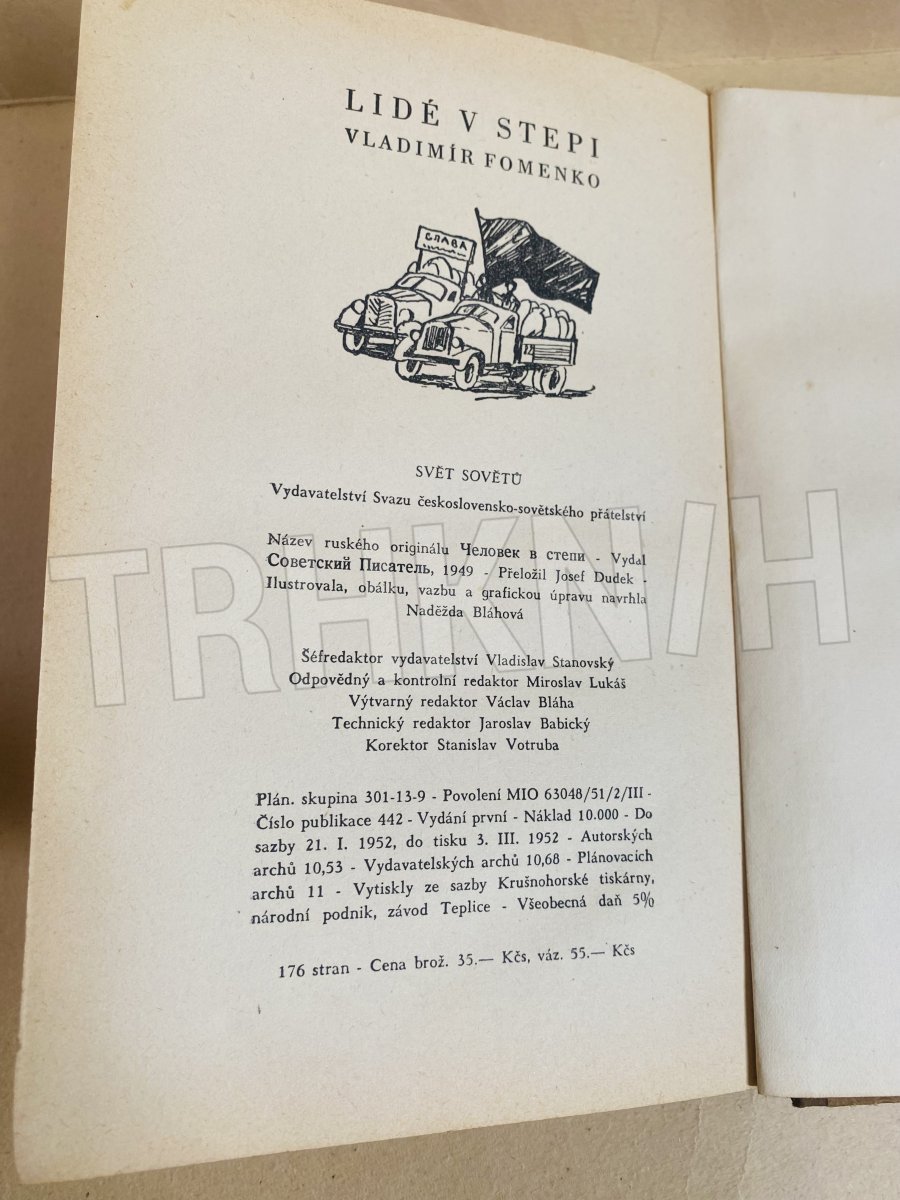 LIDÉ V STEPI
VLADIMÍR FOMENKO
СЛАВА
SVĚT SOVĚTŮ
Vydavatelství Svazu československo-sovětského přátelství
Název ruského originálu Человек в степи - Vydal
Советский Писатель, 1949 - Přeložil Josef Dudek -
Ilustrovala, obálku, vazbu a grafickou úpravu navrhla
Naděžda Bláhová
Šéfredaktor vydavatelství Vladislav Stanovský
Odpovědný a kontrolní redaktor Miroslav Lukáš
Výtvarný redaktor Václav Bláha
Technický redaktor Jaroslav Babický
Korektor Stanislav Votruba
Plán. skupina 301-13-9 - Povolení MIO 63048/51/2/III -
Číslo publikace 442 - Vydání první - Náklad 10.000 - Do
sazby 21. I. 1952, do tisku 3. III. 1952 - Autorských
archů 10,53 - Vydavatelských archů 10,68 - Plánovacích
archů 11 - Vytiskly ze sazby Krušnohorské tiskárny,
národní podnik, závod Teplice - Všeobecná daň 5%
176 stran - Cena brož. 35.— Kčs, váz. 55.— Kčs
TRHKNIH